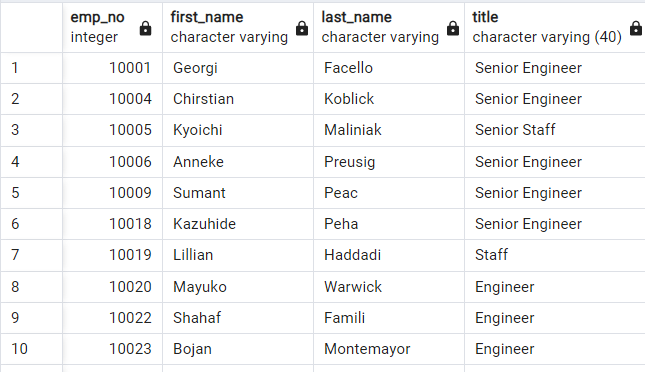 emp_no first_name last_name title
integer character varying character varying character varying (40)
1 10001 Georgi Facello Senior Engineer
2 10004 Chirstian Koblick Senior Engineer
3 10005 Kyoichi Maliniak Senior Staff
4 10006 Anneke Preusig Senior Engineer
5 10009 Sumant Peac Senior Engineer
6 10018 Kazuhide Peha Senior Engineer
7 10019 Lillian Haddadi Staff
8 10020 Mayuko Warwick Engineer
9 10022 Shahaf Famili Engineer
10 10023 Bojan Montemayor Engineer